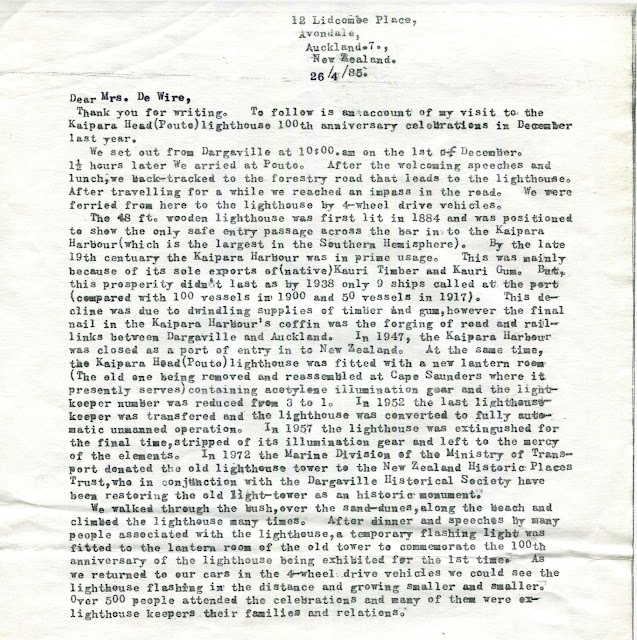 12 Lidcombe Place,
Avondale,
Auckland.7.,
New Zealand.
26/4/85.
Dear Mrs. De Wire,
Thank you for writing. To follow is an account of my visit to the
Kaipara Head(Pouto)lighthouse 100th anniversary celebrations in December
last year.
We set out from Dargaville at 10:00.am on the 1st of December.
1½ hours later We arried at Pouto. After the welcoming speeches and
lunch,we back-tracked to the forestry road that leads to the lighthouse.
After travelling for a while we reached an impass in the road. We were
ferried from here to the lighthouse by 4-wheel drive vehicles.
The 48 ft. wooden lighthouse was first lit in 1884 and was positioned
to show the only safe entry passage across the bar in to the Kaipara
Harbour(which is the largest in the Southern Hemisphere). By the late
19th centuary the Kaipara Harbour was in prime usage. This was mainly
because of its sole exports of(native)Kauri Timber and Kauri Gum. But,
this prosperity didnot last as by 1938 only 9 ships called at the port
(compared with 100 vessels in 1900 and 50 vessels in 1917). This de-
cline was due to dwindling supplies of timber and gum,however the final
nail in the Kaipara Harbour's coffin was the forging of road and rail-
links between Dargaville and Auckland. In 1947, the Kaipara Harbour
was closed as a port of entry in to New Zealand. At the same time,
the Kaipara Head(Pouto)lighthouse was fitted with a new lantern room
(The old one being removed and reassembled at Cape Saunders where it
presently serves)containing acetylene illumination gear and the light-
keeper number was reduced from 3 to 1. In 1952 the last lighthouse-
keeper was transfered and the lighthouse was converted to fully auto-
matic unmanned operation. In 1957 the lighthouse was extingushed for
the final time,stripped of its illumination gear and left to the mercy
of the elements. In 1972 the Marine Division of the Ministry of Trans-
port donated the old lighthouse tower to the New Zealand Historic Places
Trust,who in conjunction with the Dargaville Historical Society have
been restoring the old light-tower as an historic monument.
We walked through the bush,over the sand-dunes,along the beach and
climbed the lighthouse many times. After dinner and speeches by many
people associated with the lighthouse,a temporary flashing light was
fitted to the lantern room of the old tower to commemorate the 100th
anniversary of the lighthouse being exhibited for the 1st time. As
we returned to our cars in the 4-wheel drive vehicles we could see the
lighthouse flashing in the distance and growing smaller and smaller.
Over 500 people attended the celebrations and many of them were ex-
lighthouse keepers their families and relations.